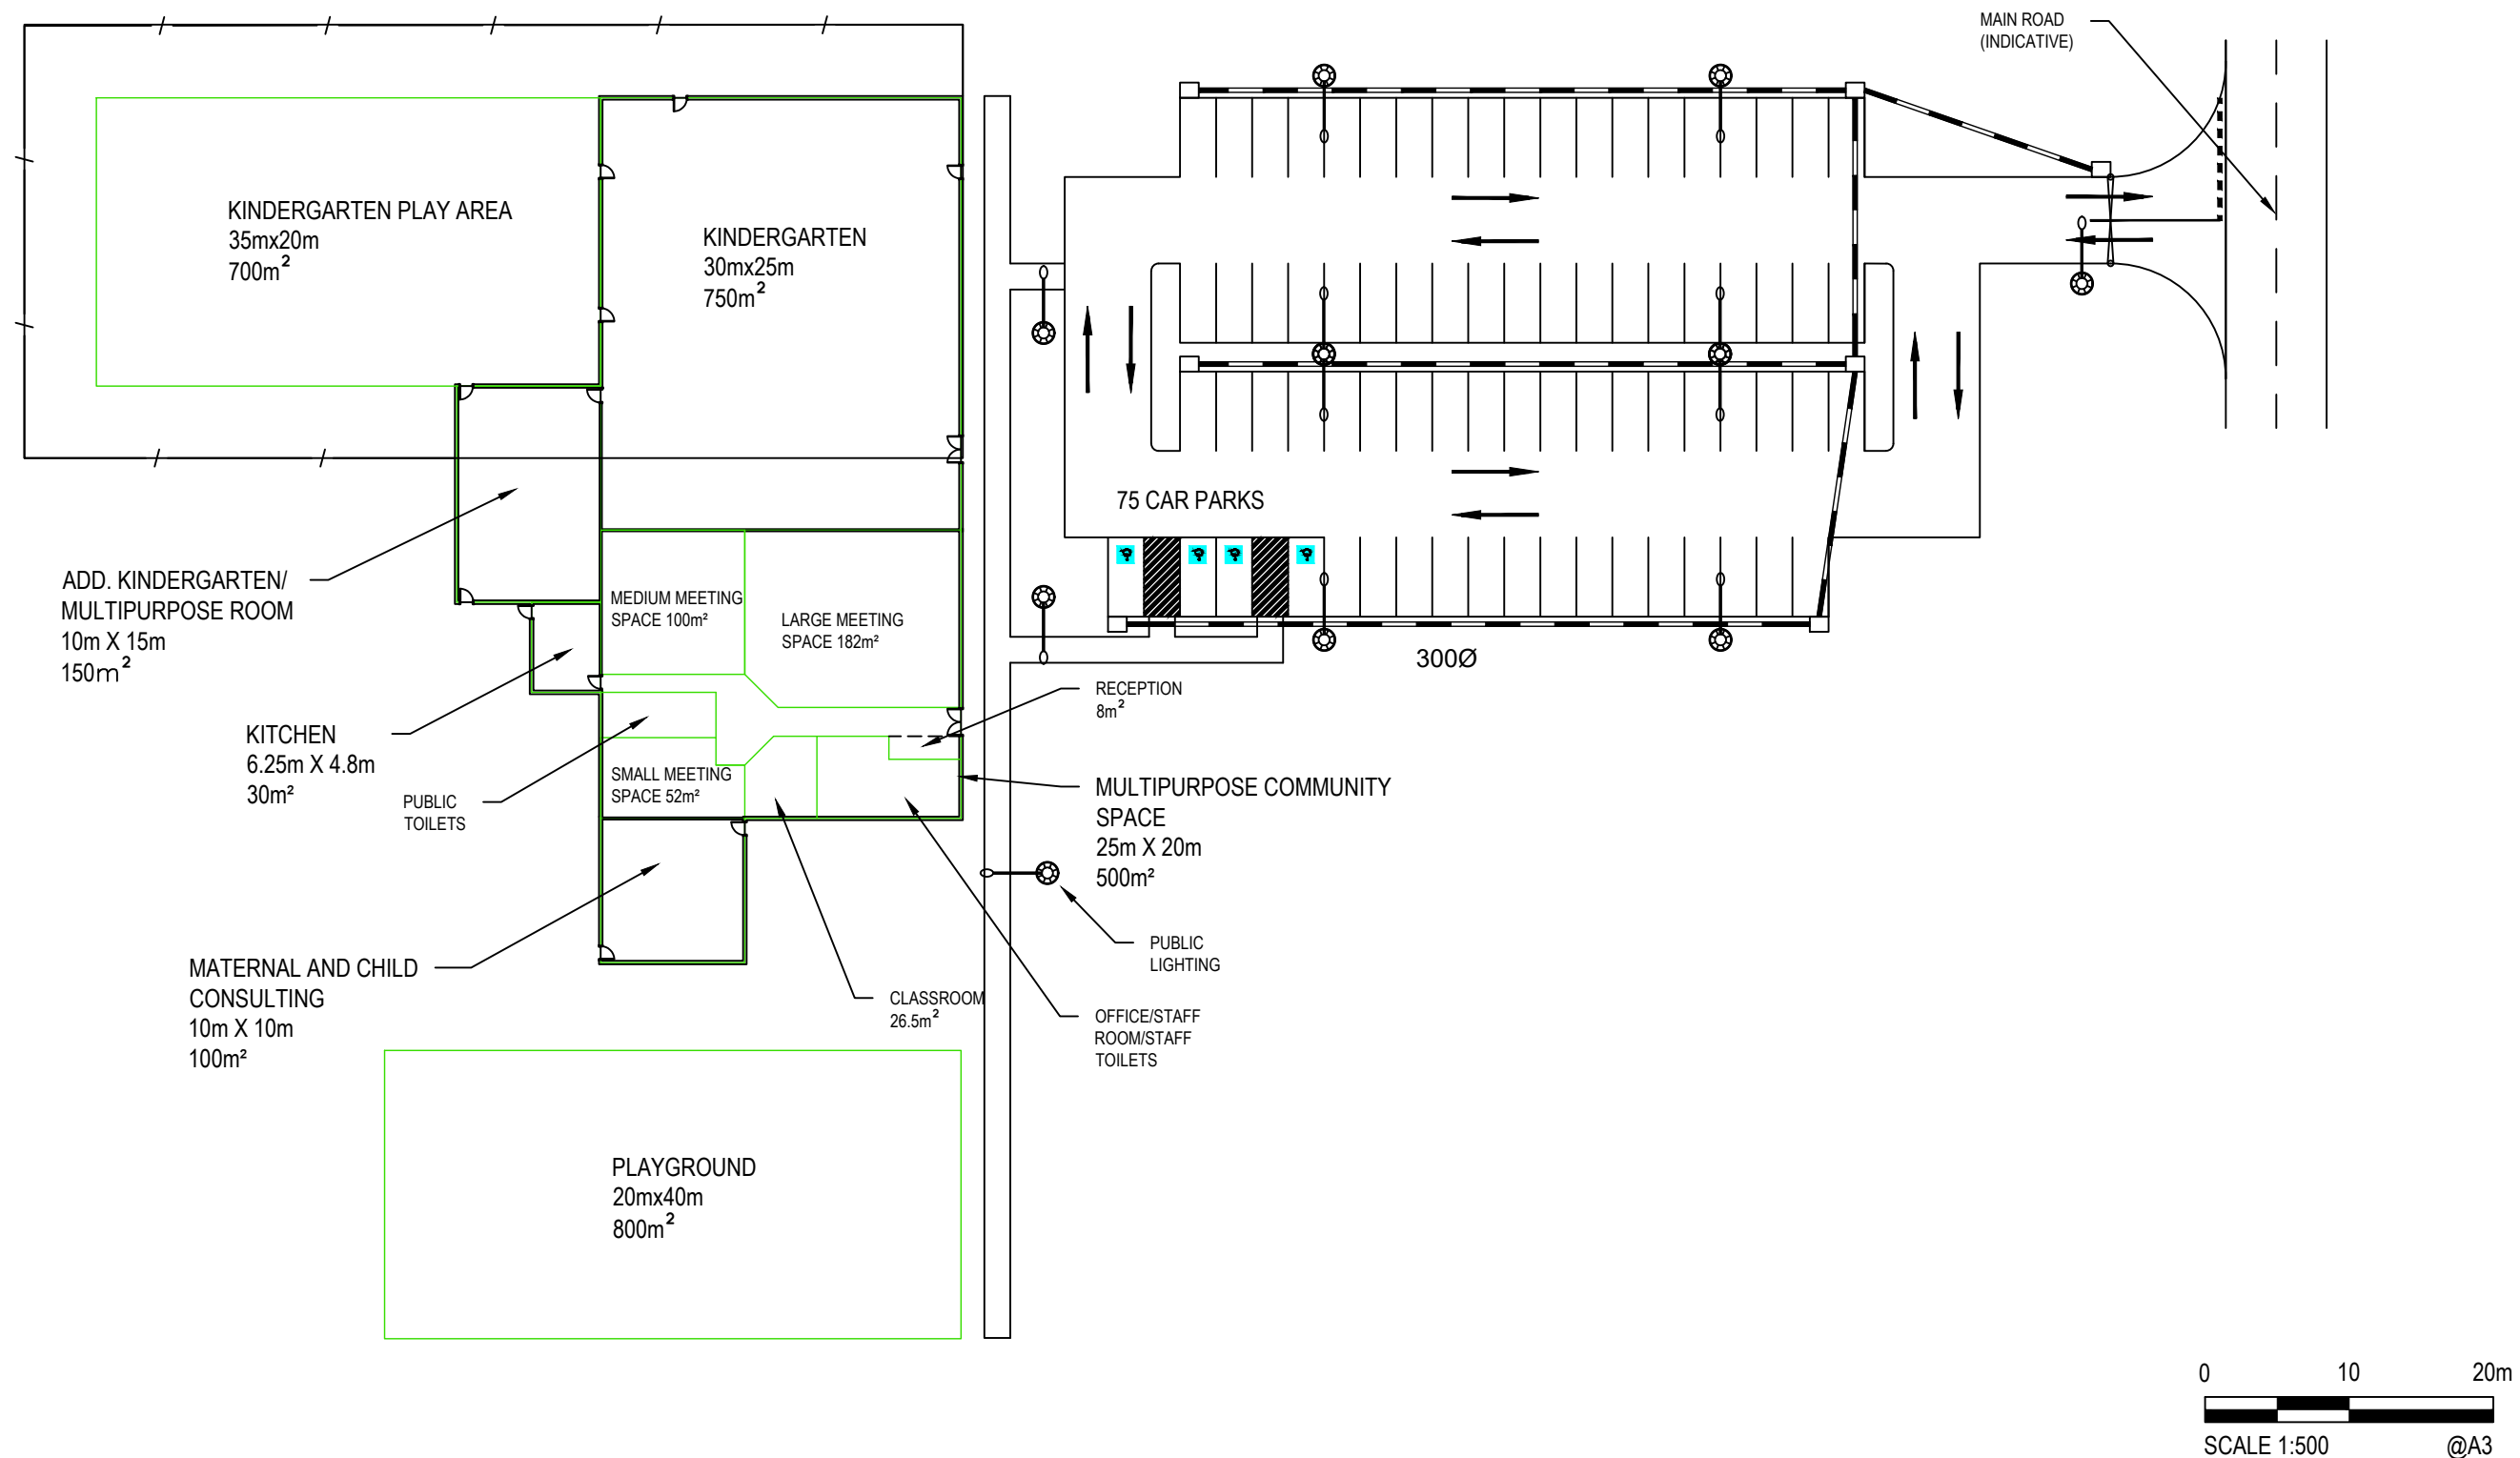 MAIN ROAD
(INDICATIVE)
KINDERGARTEN PLAY AREA
35mx20m
700m²
KINDERGARTEN
30mx25m
750m²
75 CAR PARKS
ADD. KINDERGARTEN/
MULTIPURPOSE ROOM
10m X 15m
150m²
MEDIUM MEETING
SPACE 100m²
LARGE MEETING
SPACE 182m²
300Ø
RECEPTION
8m²
KITCHEN
6.25m X 4.8m
30m²
PUBLIC
TOILETS
SMALL MEETING
SPACE 52m²
MULTIPURPOSE COMMUNITY
SPACE
25m X 20m
500m²
PUBLIC
LIGHTING
MATERNAL AND CHILD
CONSULTING
10m X 10m
100m²
CLASSROOM
26.5m²
OFFICE/STAFF
ROOM/STAFF
TOILETS
PLAYGROUND
20mx40m
800m²
0 10 20m
SCALE 1:500 @A3